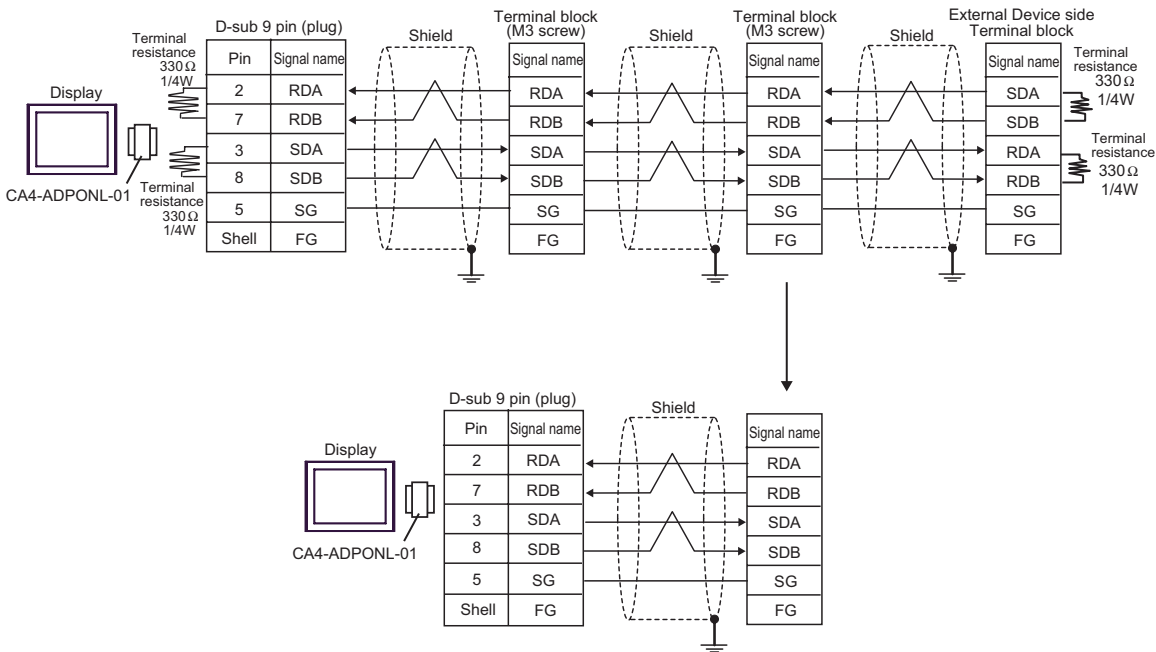 D-sub 9 pin (plug)
Terminal block
(M3 screw)
Terminal block
(M3 screw)
External Device side
Terminal block
Shield
Shield
Shield
Terminal
resistance
330Ω
1/4W
Terminal
resistance
330Ω
1/4W
Display
CA4-ADPONL-01
Pin Signal name
2 RDA
7 RDB
3 SDA
8 SDB
5 SG
Shell FG
Signal name
RDA
RDB
SDA
SDB
SG
FG
Signal name
RDA
RDB
SDA
SDB
SG
FG
Signal name
SDA
SDB
RDA
RDB
SG
FG
Terminal
resistance
330Ω
1/4W
Terminal
resistance
330Ω
1/4W
D-sub 9 pin (plug)
Shield
Display
CA4-ADPONL-01
Pin Signal name
2 RDA
7 RDB
3 SDA
8 SDB
5 SG
Shell FG
Signal name
RDA
RDB
SDA
SDB
SG
FG